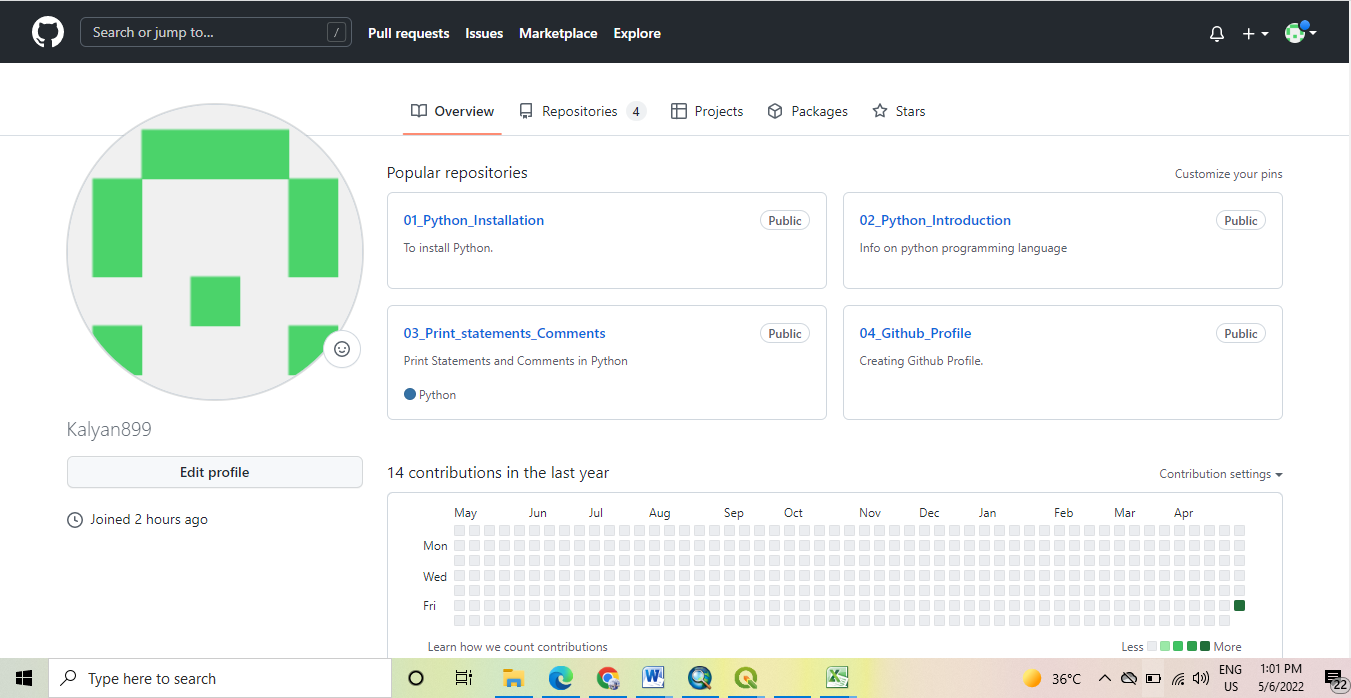 Search or jump to... /
Pull requests
Issues
Marketplace
Explore
Overview
Repositories 4
Projects
Packages
Stars
Kalyan899
Edit profile
Joined 2 hours ago
Popular repositories
Customize your pins
01_Python_Installation
Public
To install Python.
02_Python_Introduction
Public
Info on python programming language
03_Print_statements_Comments
Public
Print Statements and Comments in Python
Python
04_Github_Profile
Public
Creating Github Profile.
14 contributions in the last year
Contribution settings
May Jun Jul Aug Sep Oct Nov Dec Jan Feb Mar Apr
Mon
Wed
Fri
Learn how we count contributions
Less More
Type here to search
36°C
ENG
US
1:01 PM
5/6/2022
22